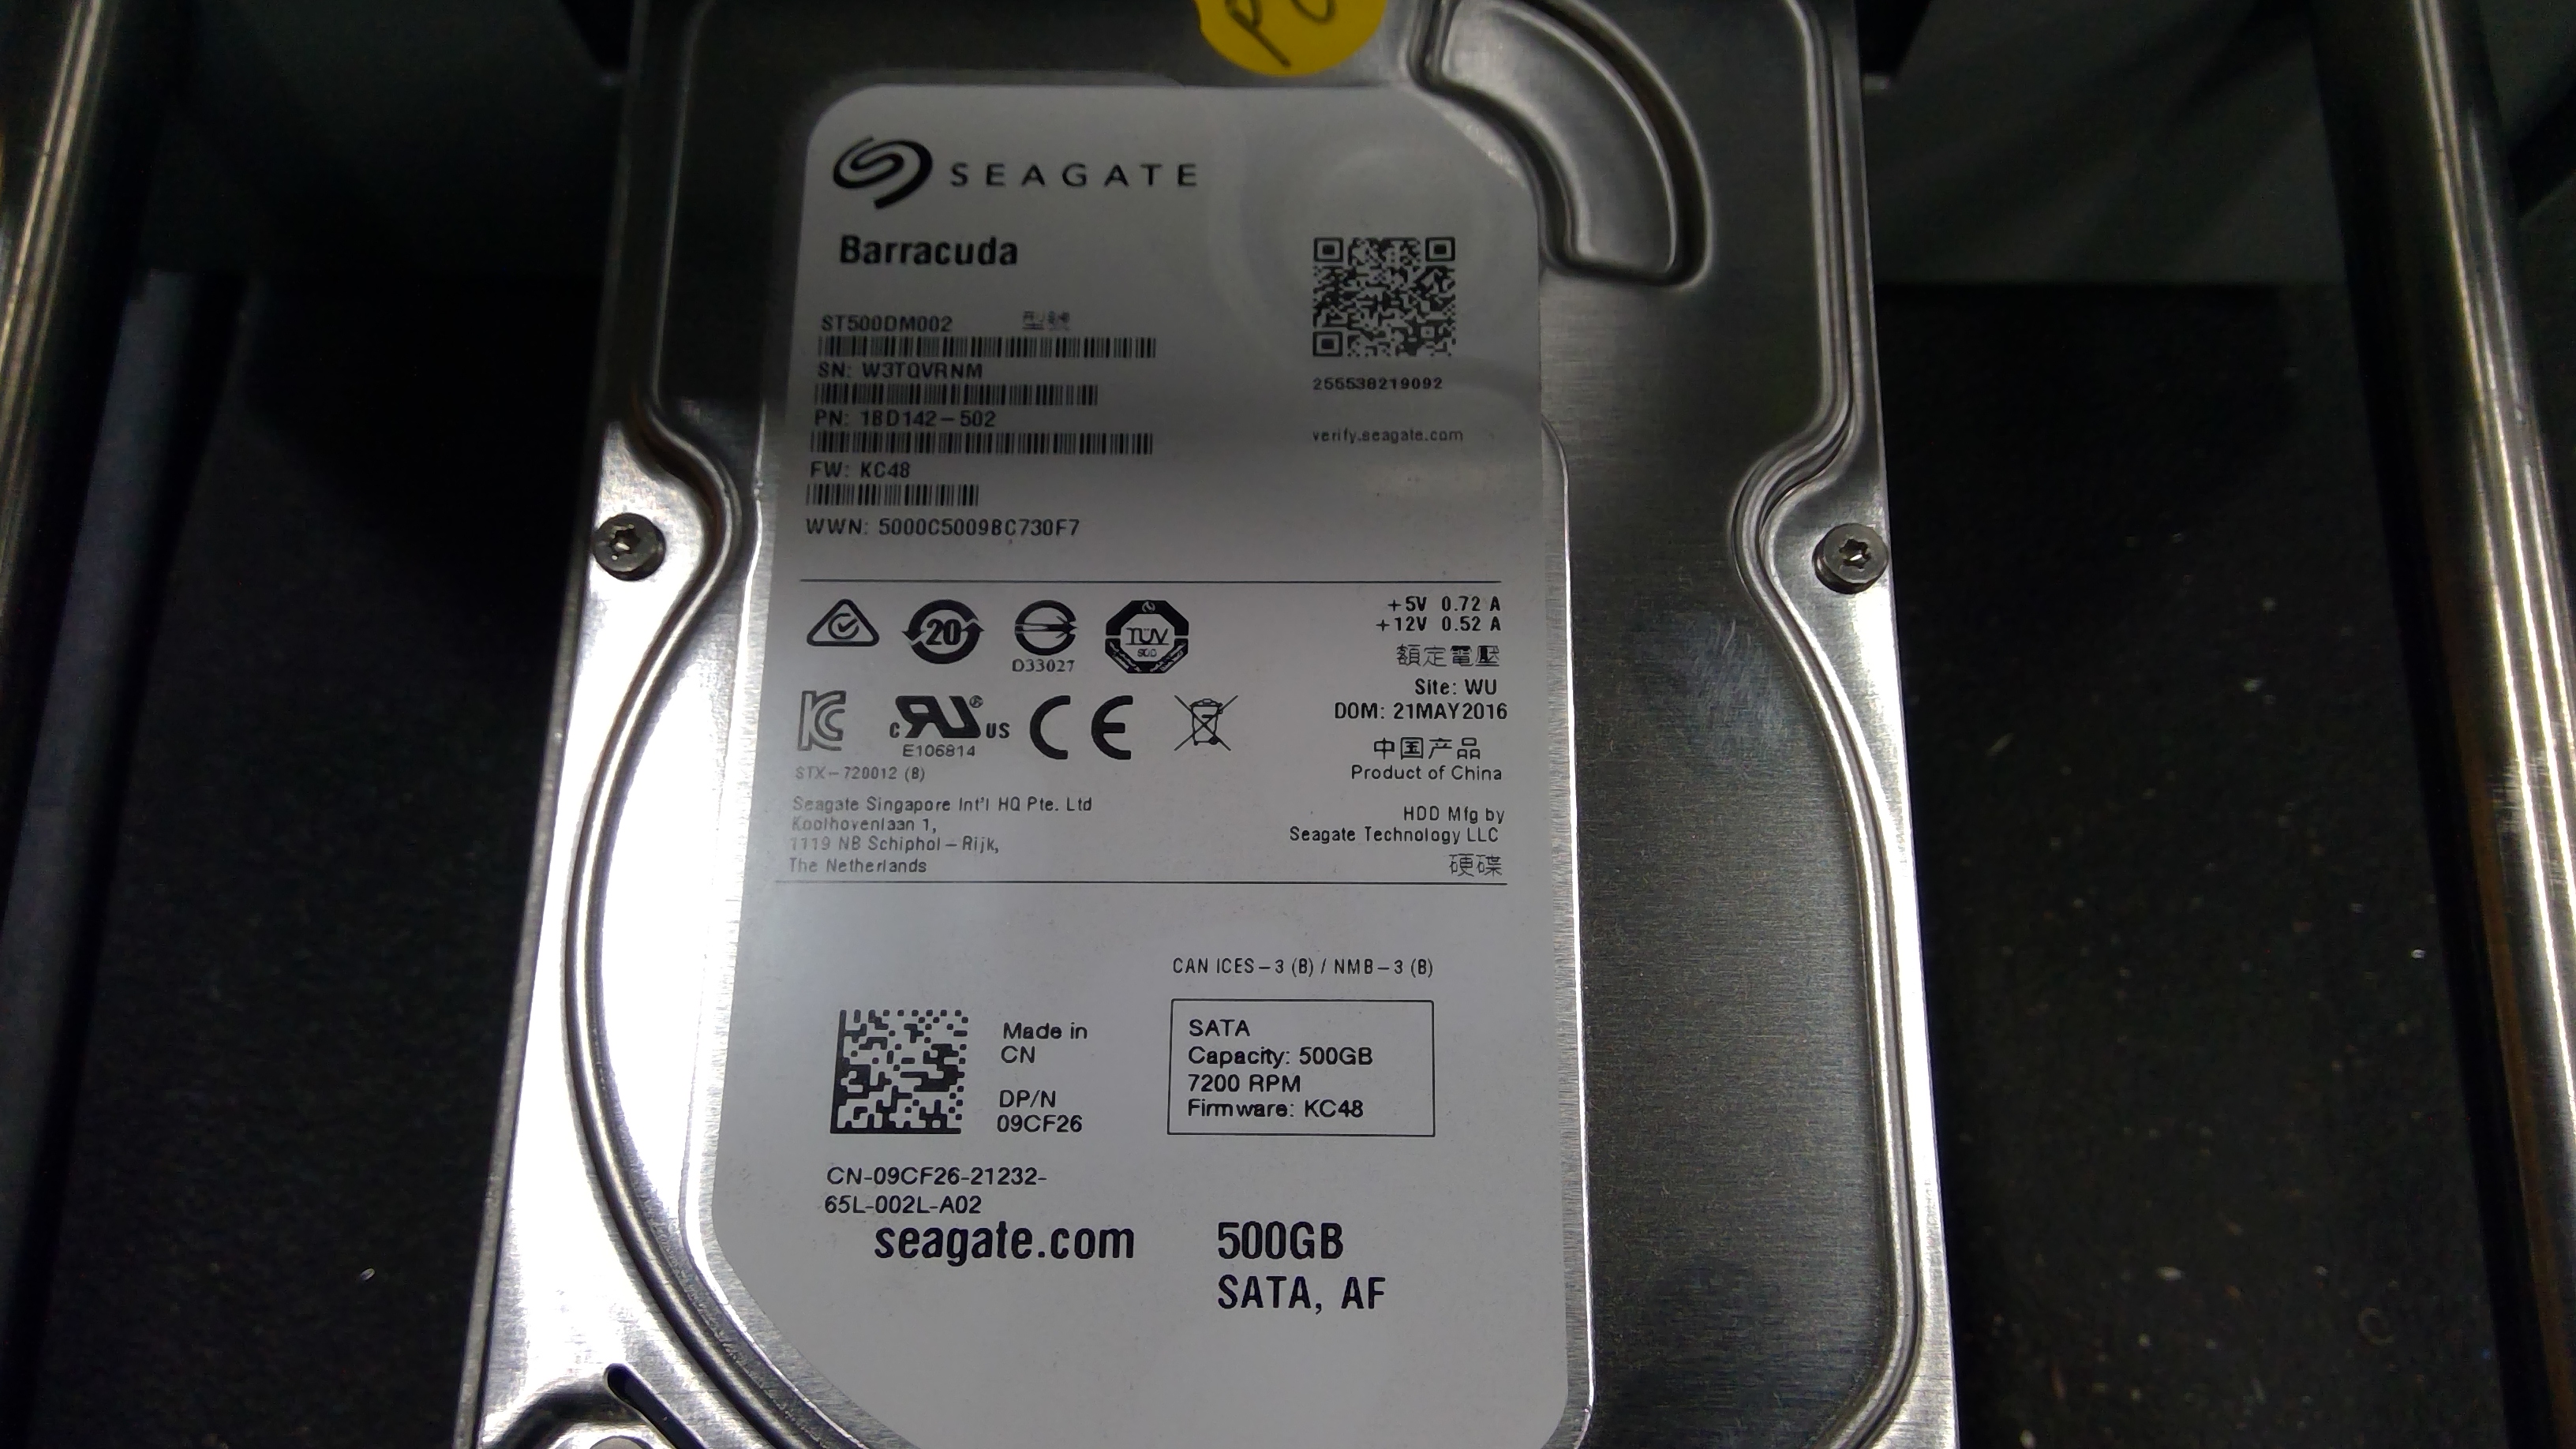 SEAGATE
Barracuda
ST500DM002 型號
SN: W3TQVRNM
PN: 1BD142-502
FW: KC48
WWN: 5000C5009BC730F7
255538219092
verify.seagate.com
20
D33027
TUV
SUD
+5V 0.72 A
+12V 0.52 A
額定電壓
Site: WU
DOM: 21MAY2016
中国产品
Product of China
HDD Mfg by
Seagate Technology LLC
硬碟
c US
E106814
CE
STX-720012 (B)
Seagate Singapore Int'l HQ Pte. Ltd
Koolhovenlaan 1,
1119 NB Schiphol-Rijk,
The Netherlands
CAN ICES-3 (B) / NMB-3 (B)
Made in
CN
DP/N
09CF26
SATA
Capacity: 500GB
7200 RPM
Firmware: KC48
CN-09CF26-21232-
65L-002L-A02
seagate.com
500GB
SATA, AF